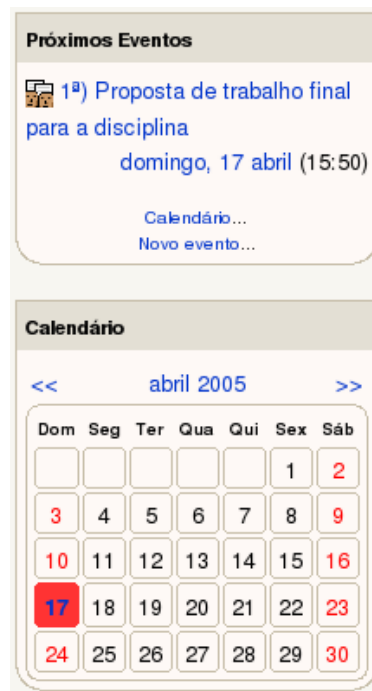 Próximos Eventos
1ª) Proposta de trabalho final
para a disciplina
domingo, 17 abril (15:50)
Calendário...
Novo evento...
Calendário
<< abril 2005 >>
Dom Seg Ter Qua Qui Sex Sáb
1 2
3 4 5 6 7 8 9
10 11 12 13 14 15 16
17 18 19 20 21 22 23
24 25 26 27 28 29 30